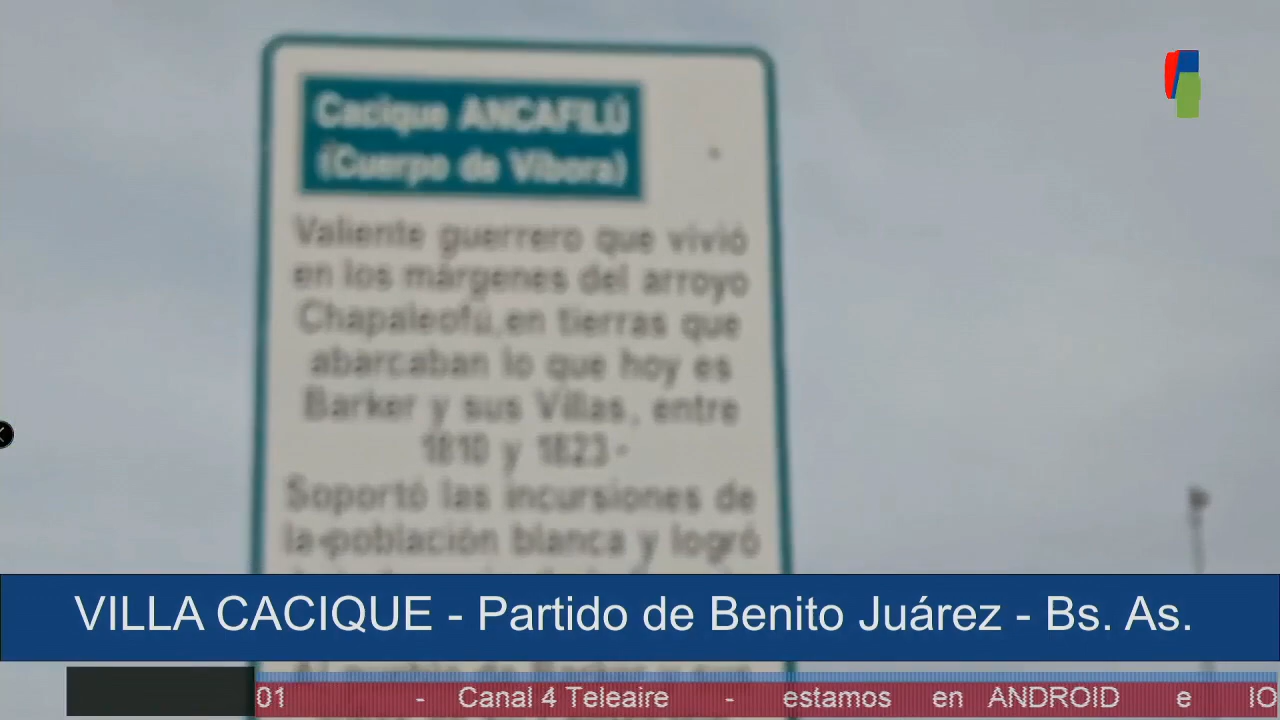 Cacique ANCAFILÚ
(Cuerpo de Víbora)
Valiente guerrero que vivió
en los márgenes del arroyo
Chapaleofú, en tierras que
abarcaban lo que hoy es
Barker y sus Villas, entre
1810 y 1823 -
Soportó las incursiones de
la población blanca y logró
VILLA CACIQUE - Partido de Benito Juárez - Bs. As.
01 - Canal 4 Teleaire - estamos en ANDROID e IO